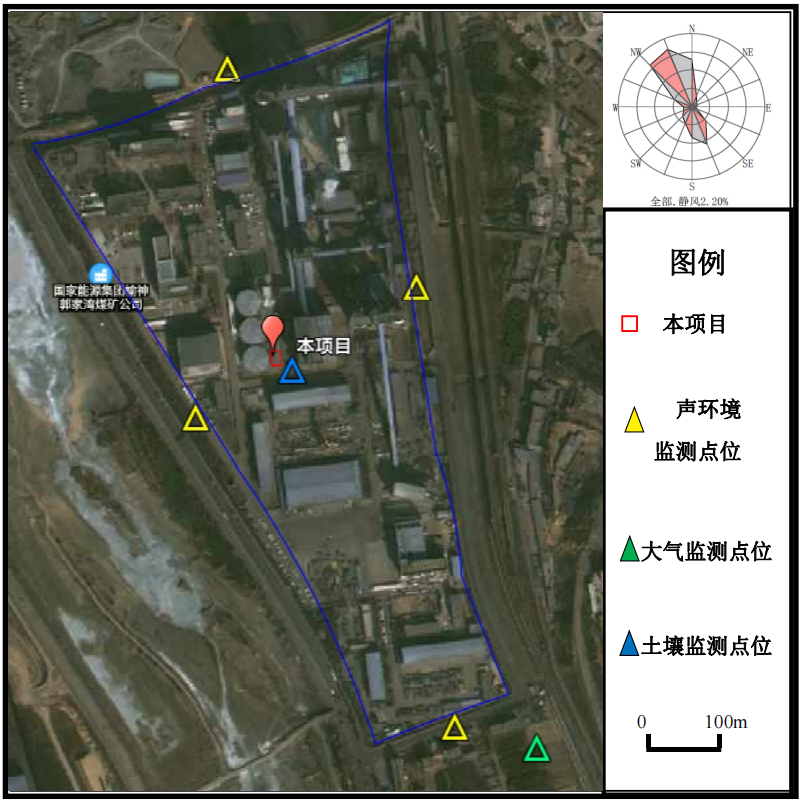 N
NW
NE
W
E
SW
SE
S
全部,静风2.20%
国家能源集团榆神
郭家湾煤矿公司
本项目
图例
本项目
声环境
监测点位
大气监测点位
土壤监测点位
0 100m